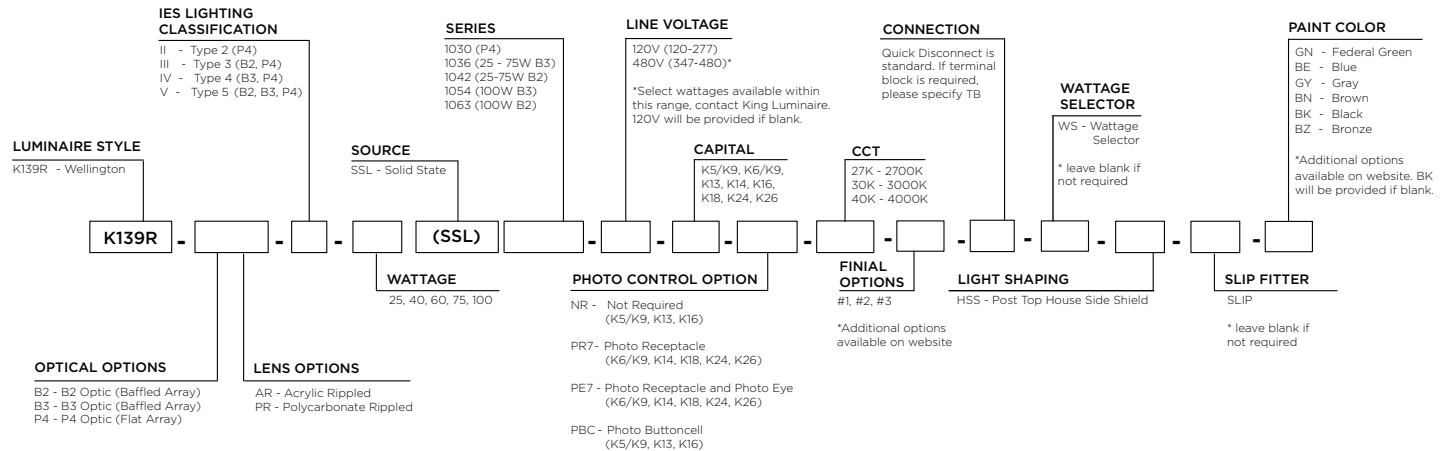 IES LIGHTING
CLASSIFICATION
II - Type 2 (P4)
III - Type 3 (B2, P4)
IV - Type 4 (B3, P4)
V - Type 5 (B2, B3, P4)
SERIES
1030 (P4)
1036 (25 - 75W B3)
1042 (25-75W B2)
1054 (100W B3)
1063 (100W B2)
LINE VOLTAGE
120V (120-277)
480V (347-480)*
*Select wattages available within
this range, contact King Luminaire.
120V will be provided if blank.
CONNECTION
Quick Disconnect is
standard. If terminal
block is required,
please specify TB
PAINT COLOR
GN - Federal Green
BE - Blue
GY - Gray
BN - Brown
BK - Black
BZ - Bronze
*Additional options
available on website. BK
will be provided if blank.
WATTAGE
SELECTOR
WS - Wattage
Selector
* leave blank if
not required
LUMINAIRE STYLE
K139R - Wellington
SOURCE
SSL - Solid State
CAPITAL
K5/K9, K6/K9,
K13, K14, K16,
K18, K24, K26
CCT
27K - 2700K
30K - 3000K
40K - 4000K
K139R - - - (SSL) - - - - - - - - - -
WATTAGE
25, 40, 60, 75, 100
PHOTO CONTROL OPTION
NR - Not Required
(K5/K9, K13, K16)
PR7- Photo Receptacle
(K6/K9, K14, K18, K24, K26)
PE7 - Photo Receptacle and Photo Eye
(K6/K9, K14, K18, K24, K26)
PBC - Photo Buttoncell
(K5/K9, K13, K16)
FINIAL
OPTIONS
#1, #2, #3
*Additional options
available on website
LIGHT SHAPING
HSS - Post Top House Side Shield
SLIP FITTER
SLIP
* leave blank if
not required
OPTICAL OPTIONS
B2 - B2 Optic (Baffled Array)
B3 - B3 Optic (Baffled Array)
P4 - P4 Optic (Flat Array)
LENS OPTIONS
AR - Acrylic Rippled
PR - Polycarbonate Rippled